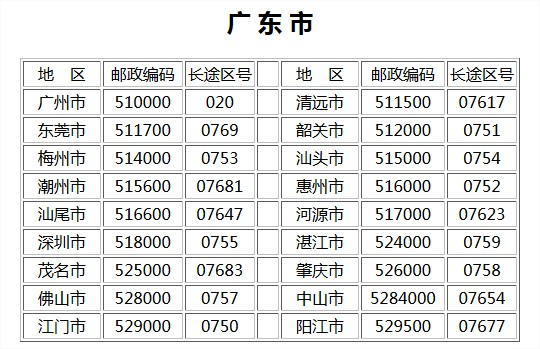 广东市
地 区 邮政编码 长途区号 地 区 邮政编码 长途区号
广州市 510000 020 清远市 511500 07617
东莞市 511700 0769 韶关市 512000 0751
梅州市 514000 0753 汕头市 515000 0754
潮州市 515600 07681 惠州市 516000 0752
汕尾市 516600 07647 河源市 517000 07623
深圳市 518000 0755 湛江市 524000 0759
茂名市 525000 07683 肇庆市 526000 0758
佛山市 528000 0757 中山市 5284000 07654
江门市 529000 0750 阳江市 529500 07677